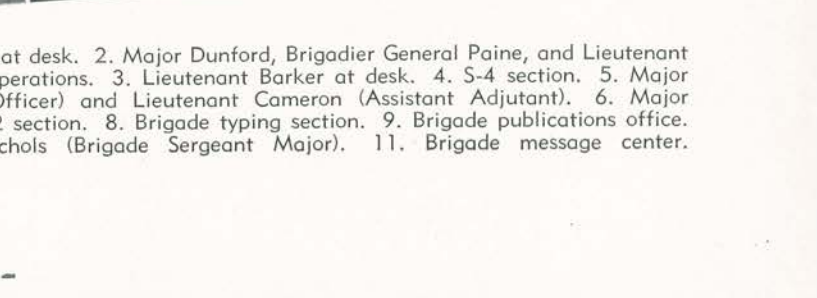 at desk. 2. Major Dunford, Brigadier General Paine, and Lieutenant
perations. 3. Lieutenant Barker at desk. 4. S-4 section. 5. Major
Officer) and Lieutenant Cameron (Assistant Adjutant). 6. Major
2 section. 8. Brigade typing section. 9. Brigade publications office.
chols (Brigade Sergeant Major). 11. Brigade message center.